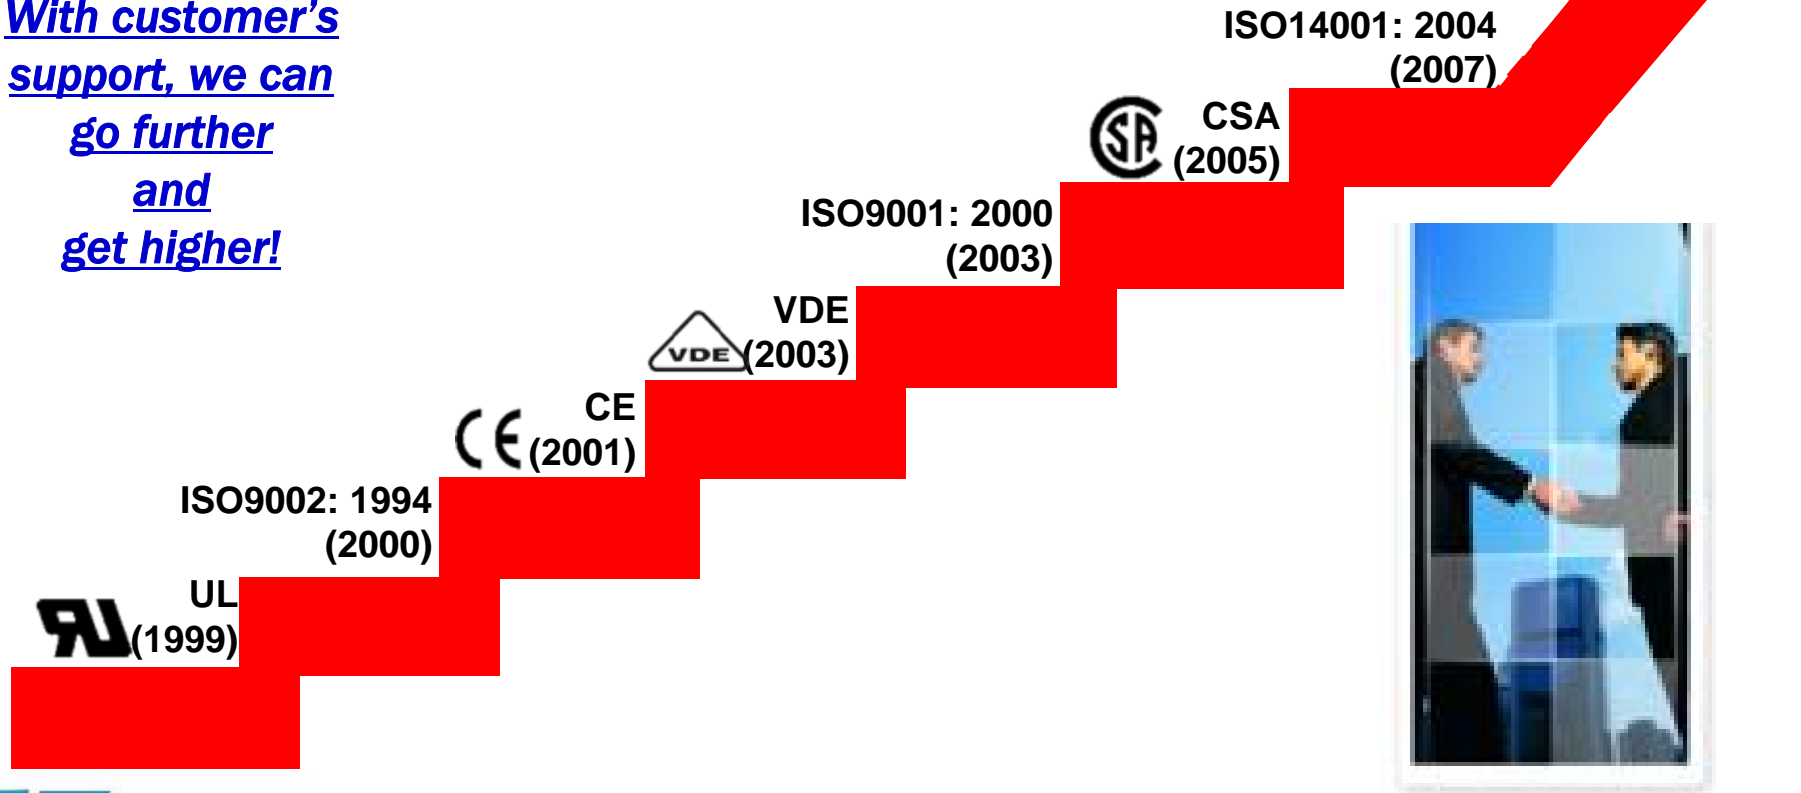 With customer's
support, we can
go further
and
get higher!
ISO14001: 2004
(2007)
CSA
(2005)
ISO9001: 2000
(2003)
VDE
VDE
(2003)
CE
CE
(2001)
ISO9002: 1994
(2000)
UL
(1999)